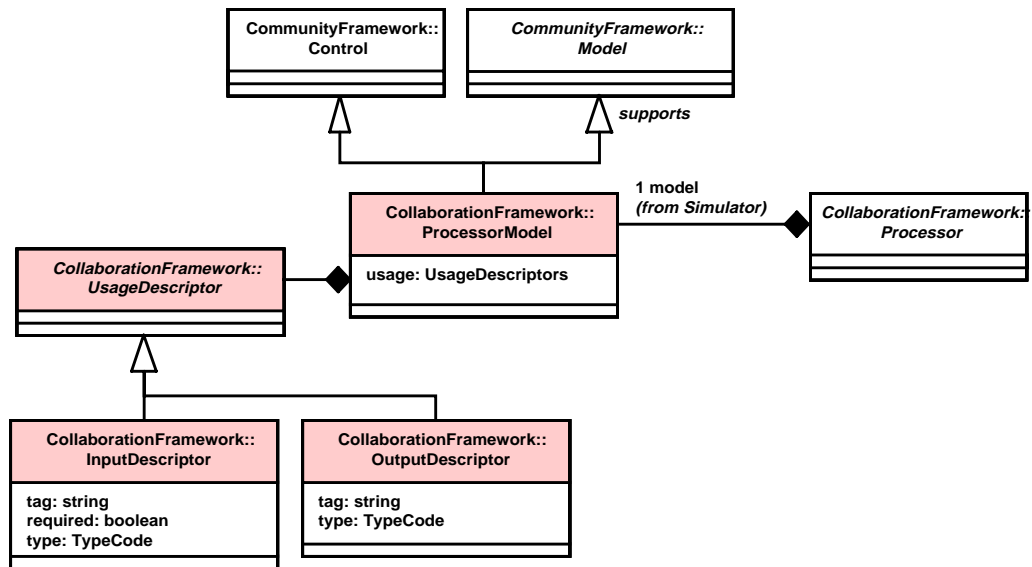 CommunityFramework::
Control
CommunityFramework::
Model
supports
1 model
(from Simulator)
CollaborationFramework::
ProcessorModel
usage: UsageDescriptors
CollaborationFramework::
Processor
CollaborationFramework::
UsageDescriptor
CollaborationFramework::
InputDescriptor
tag: string
required: boolean
type: TypeCode
CollaborationFramework::
OutputDescriptor
tag: string
type: TypeCode